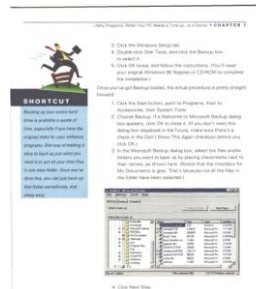 Utility Programs: When Your PC Needs a Tune-up, or a Doctor • CHAPTER 7
2. Click the Windows Setup tab.
3. Double-click Disk Tools, and click the Backup box
to select it.
4. Click OK twice, and follow the instructions. (You'll need
your original Windows 95 floppies or CD-ROM to complete
the installation.)
Once you've got Backup loaded, the actual procedure is pretty straight-
forward:
1. Click the Start button, point to Programs, then to
Accessories, then System Tools.
2. Choose Backup. If a Welcome to Microsoft Backup dialog
box appears, click OK to close it. (If you don't want this
dialog box displayed in the future, make sure there's a
check in the Don't Show This Again checkbox before you
click OK.)
3. In the Microsoft Backup dialog box, select the files and/or
folders you want to back up by placing checkmarks next to
their names, as shown here. (Notice that the checkbox for
My Documents is gray. That's because not all the files in
the folder have been selected.)
4. Click Next Step.
SHORTCUT
Backing up your entire hard
drive is probably a waste of
time, especially if you have the
original disks for your software
programs. One way of making it
easy to back up just what you
need is to put all your data files
in one data folder. Once you've
done this, you can just back up
that folder periodically, and
sleep easy.